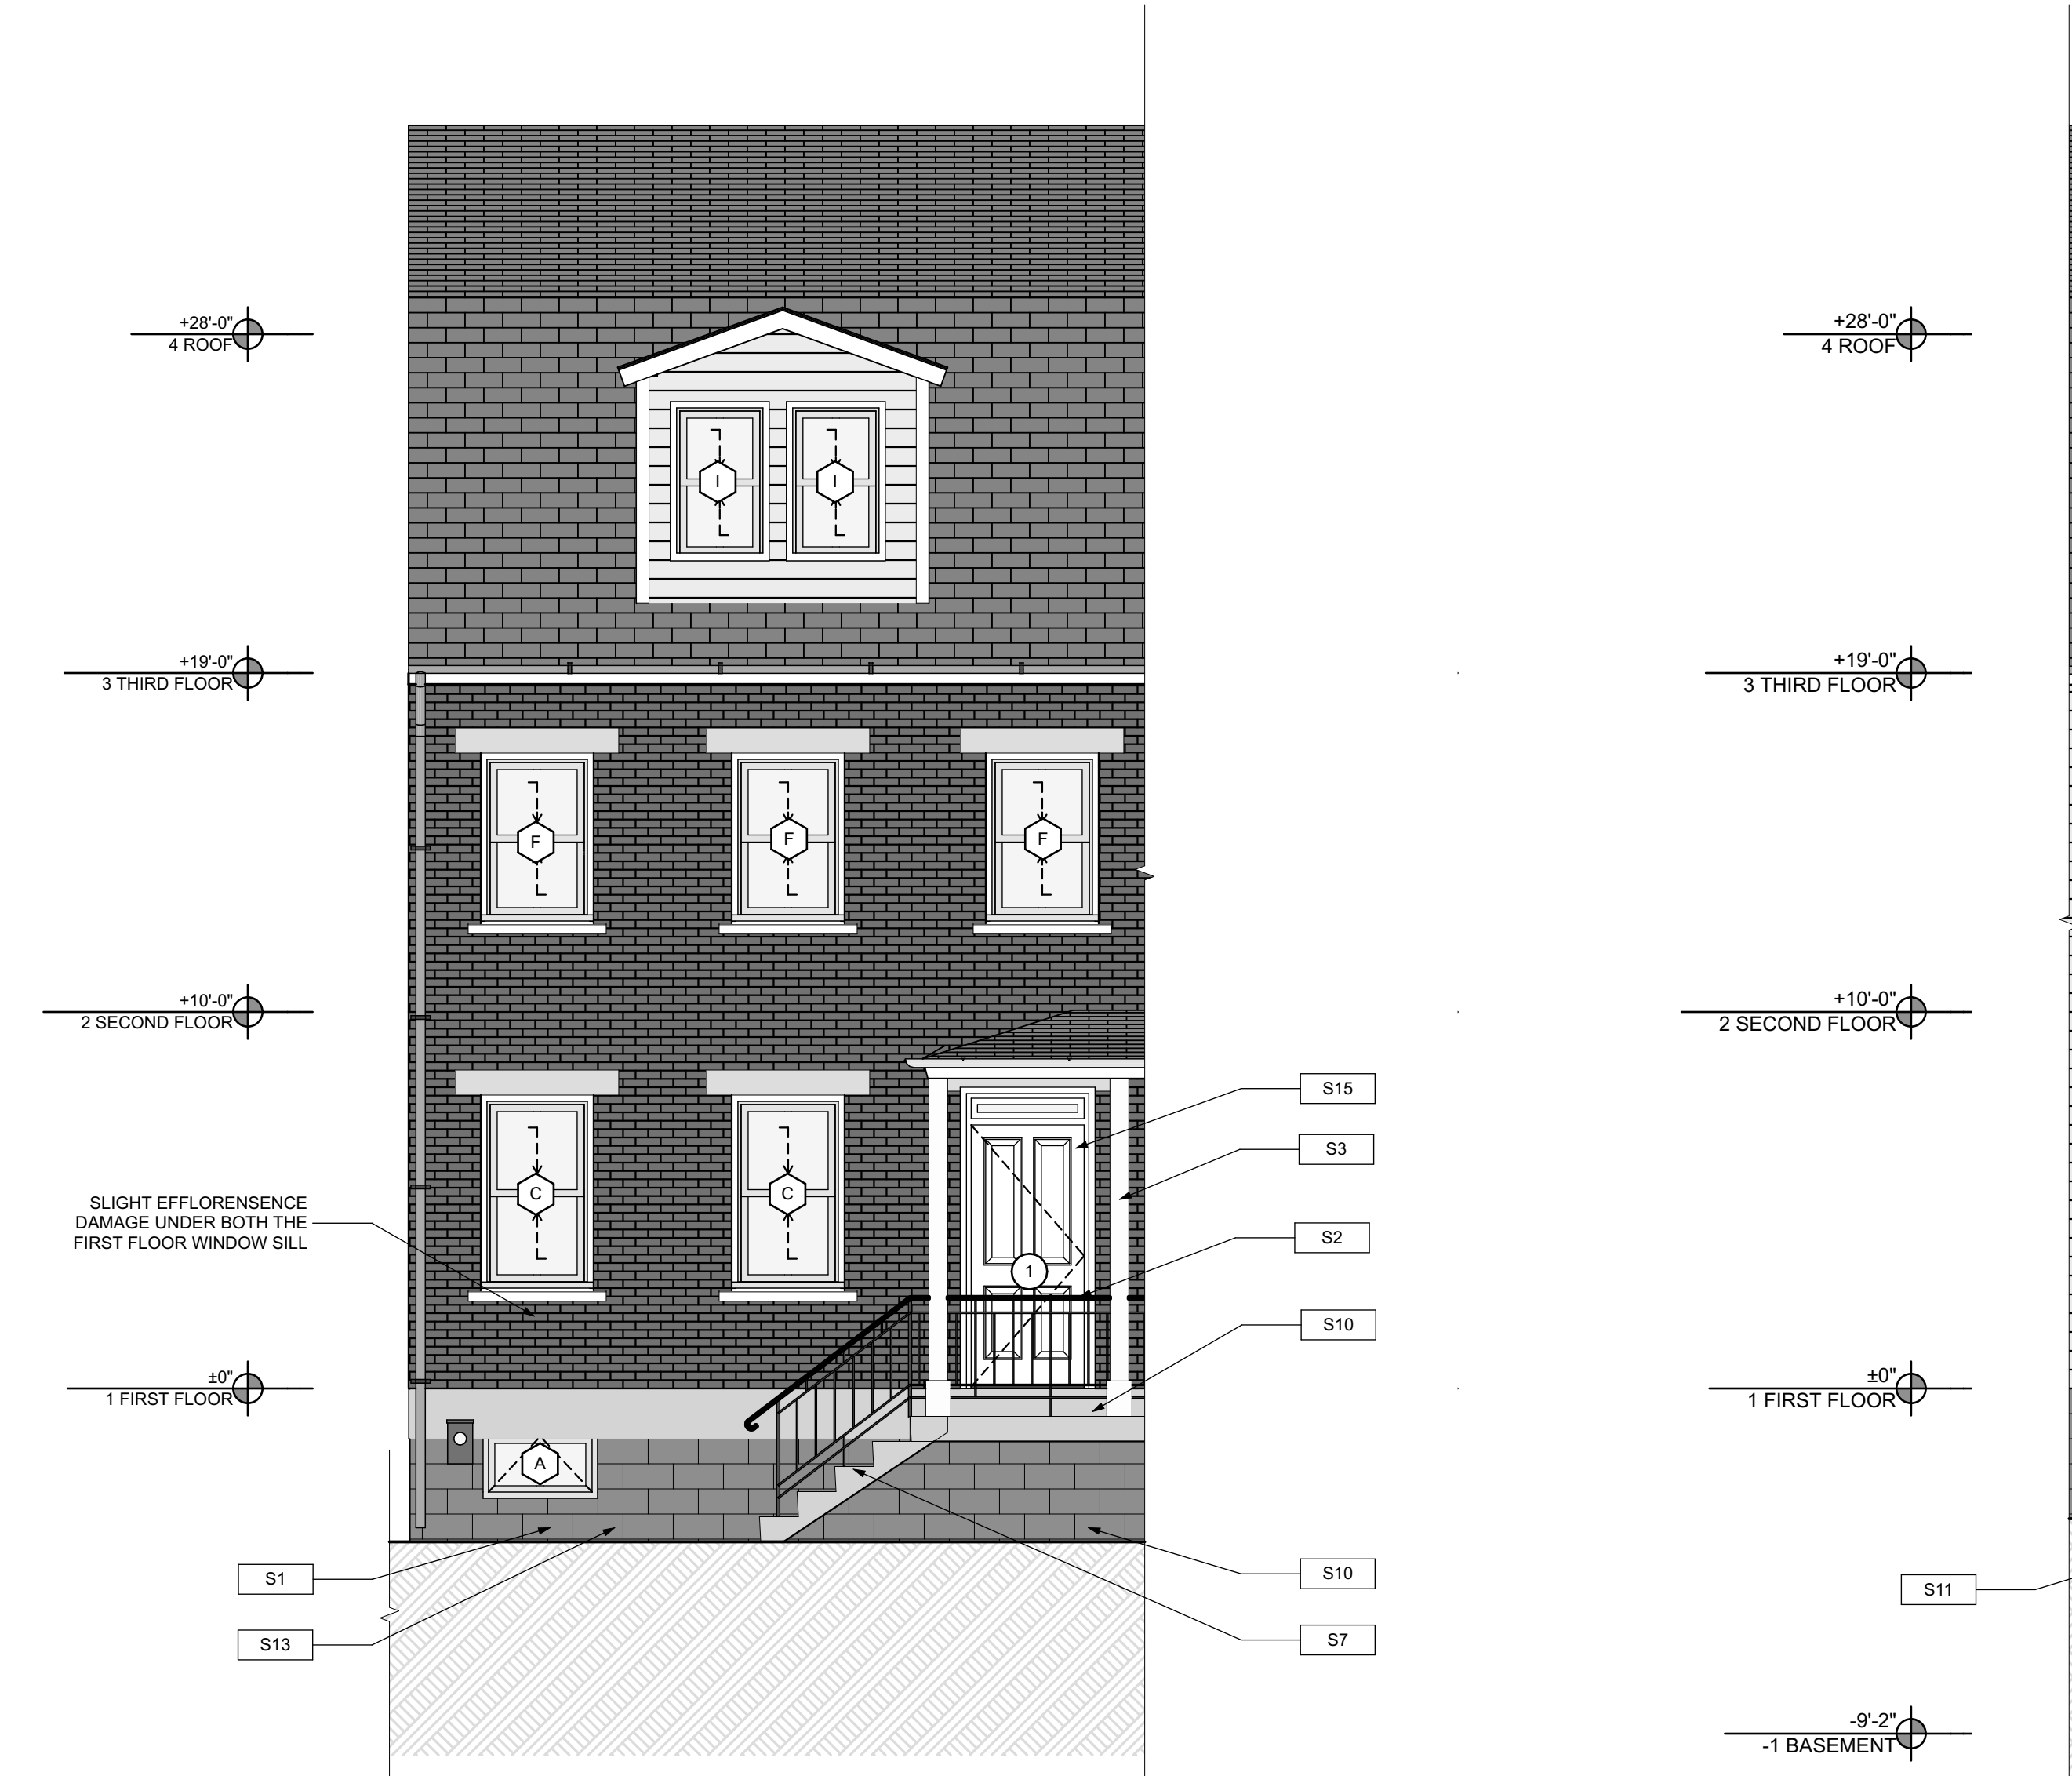 +28'-0"
4 ROOF
+28'-0"
4 ROOF
I
I
+19'-0"
3 THIRD FLOOR
+19'-0"
3 THIRD FLOOR
F
F
F
+10'-0"
2 SECOND FLOOR
+10'-0"
2 SECOND FLOOR
S15
S3
C
C
SLIGHT EFFLORENSENCE
DAMAGE UNDER BOTH THE
FIRST FLOOR WINDOW SILL
S2
1
S10
±0"
1 FIRST FLOOR
±0"
1 FIRST FLOOR
A
S1
S10
S11
S13
S7
-9'-2"
-1 BASEMENT